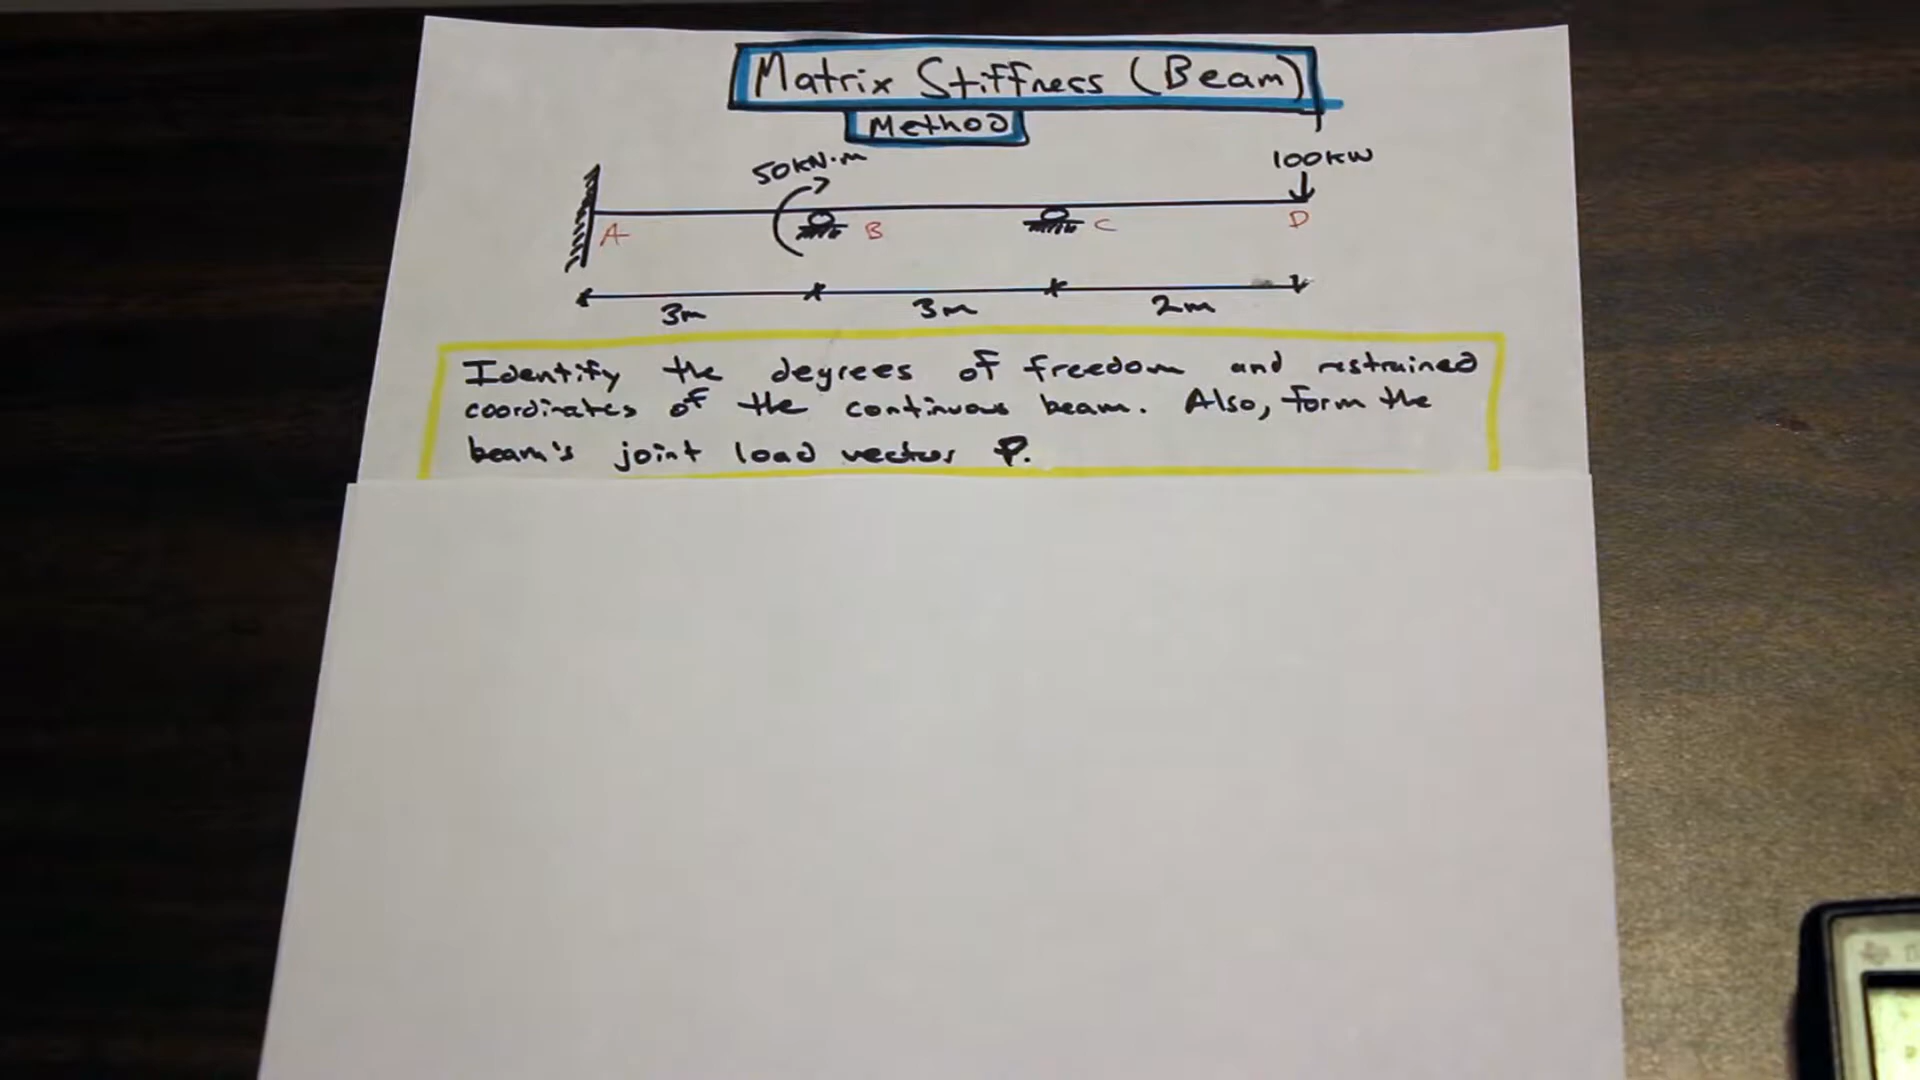 Matrix Stiffness (Beam)
Method
50KN·m
100KN
A
B
C
D
3m
3m
2m
Identify the degrees of freedom and restrained
coordinates of the continuous beam. Also, form the
beam's joint load vector P.